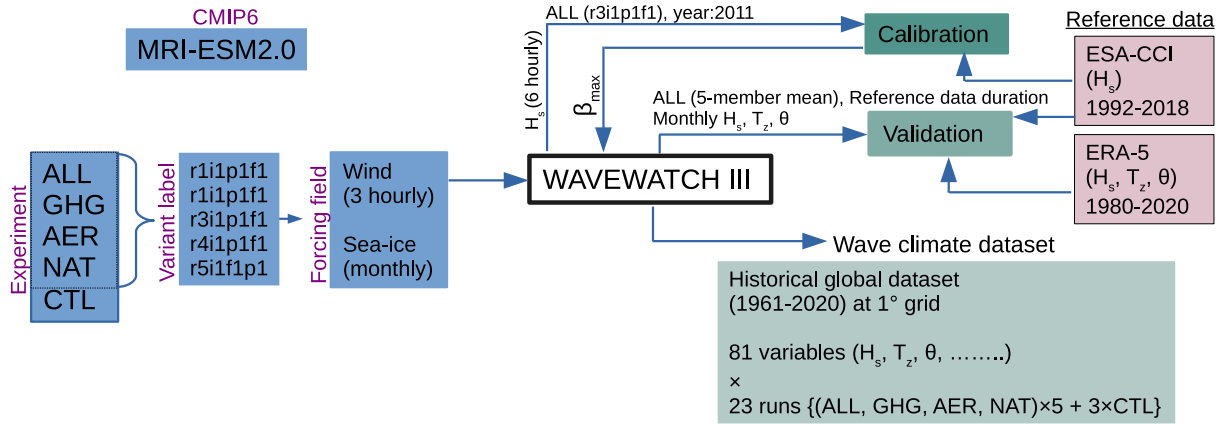 CMIP6
MRI-ESM2.0
Experiment
ALL
GHG
AER
NAT
CTL
Variant label
r1i1p1f1
r1i1p1f1
r3i1p1f1
r4i1p1f1
r5i1f1p1
Forcing field
Wind
(3 hourly)
Sea-ice
(monthly)
ALL (r3i1p1f1), year:2011
Hₛ (6 hourly)
βmax
Calibration
ALL (5-member mean), Reference data duration
Monthly Hₛ, T_z, θ
Validation
WAVEWATCH III
Reference data
ESA-CCI
(Hₛ)
1992-2018
ERA-5
(Hₛ, T_z, θ)
1980-2020
Wave climate dataset
Historical global dataset
(1961-2020) at 1° grid
81 variables (Hₛ, T_z, θ, ……..)
×
23 runs {(ALL, GHG, AER, NAT)×5 + 3×CTL}